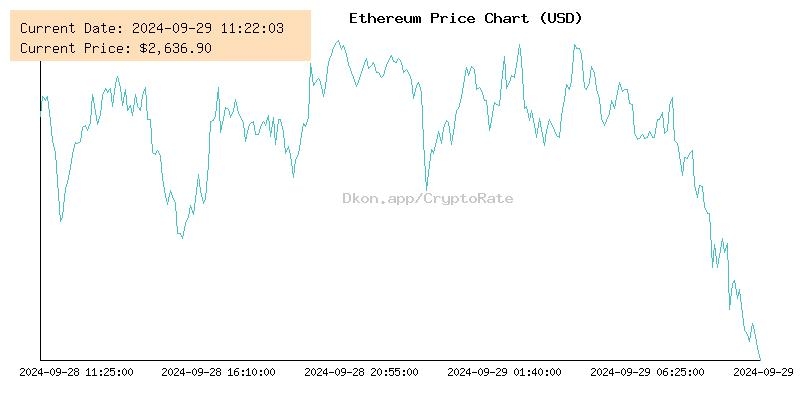 Ethereum Price Chart (USD)
Current Date: 2024-09-29 11:22:03
Current Price: $2,636.90
Dkon.app/CryptoRate
2024-09-28 11:25:00
2024-09-28 16:10:00
2024-09-28 20:55:00
2024-09-29 01:40:00
2024-09-29 06:25:00
2024-09-29